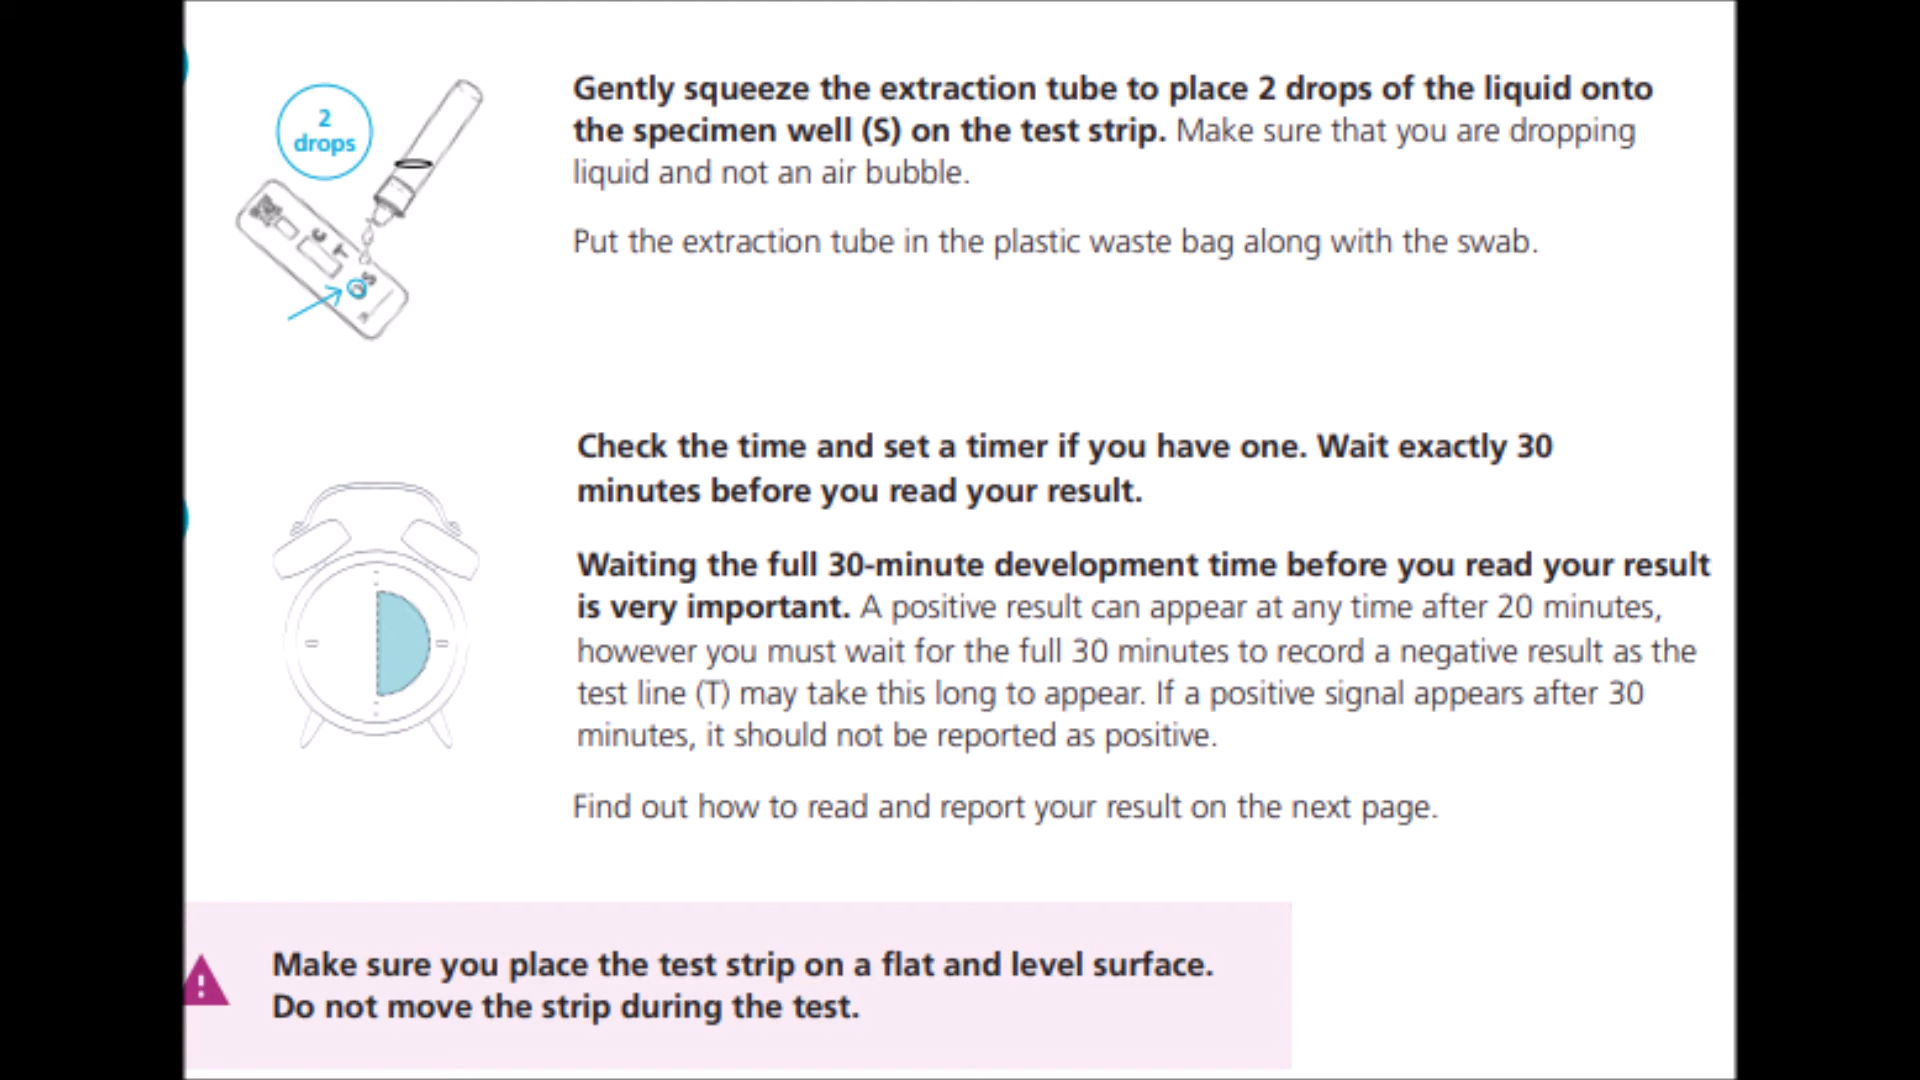 2
drops
C
T
S
Gently squeeze the extraction tube to place 2 drops of the liquid onto
the specimen well (S) on the test strip. Make sure that you are dropping
liquid and not an air bubble.
Put the extraction tube in the plastic waste bag along with the swab.
Check the time and set a timer if you have one. Wait exactly 30
minutes before you read your result.
Waiting the full 30-minute development time before you read your result
is very important. A positive result can appear at any time after 20 minutes,
however you must wait for the full 30 minutes to record a negative result as the
test line (T) may take this long to appear. If a positive signal appears after 30
minutes, it should not be reported as positive.
Find out how to read and report your result on the next page.
!
Make sure you place the test strip on a flat and level surface.
Do not move the strip during the test.